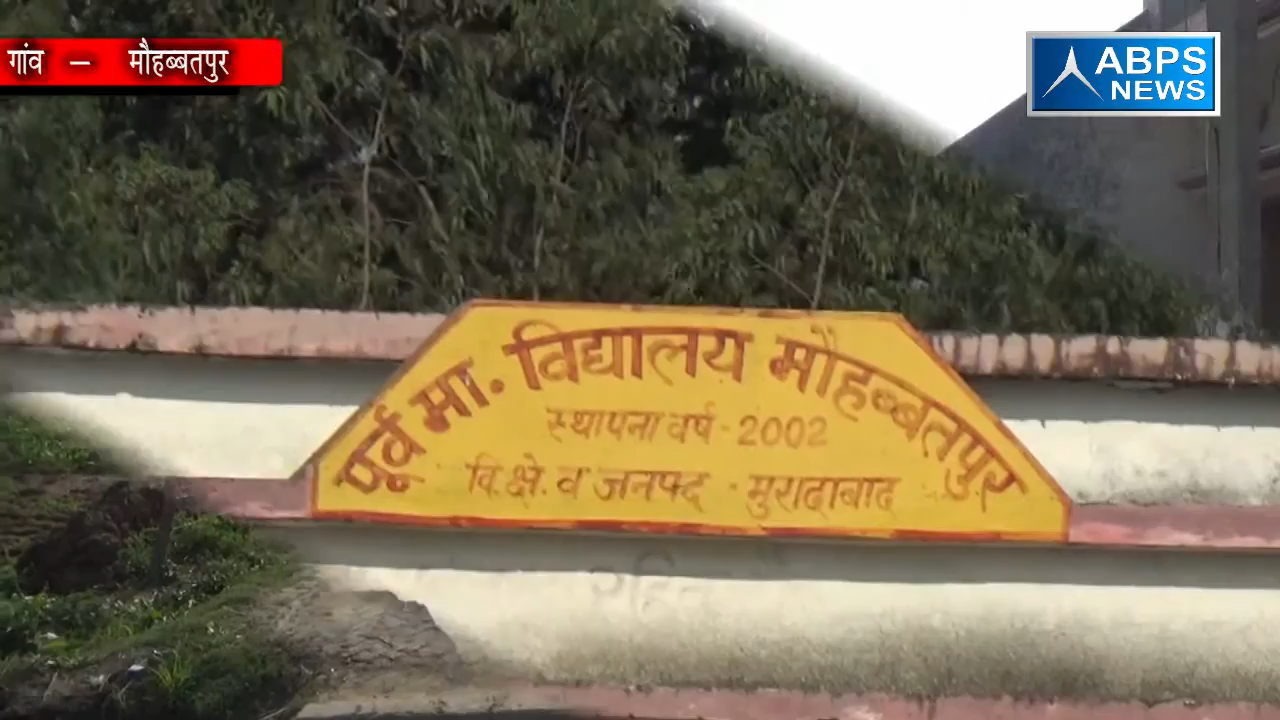 गांव – मौहब्बतपुर
ABPS
NEWS
पूर्व मा. विद्यालय मौहब्बतपुर
स्थापना वर्ष - 2002
वि. क्षे. व जनपद - मुरादाबाद